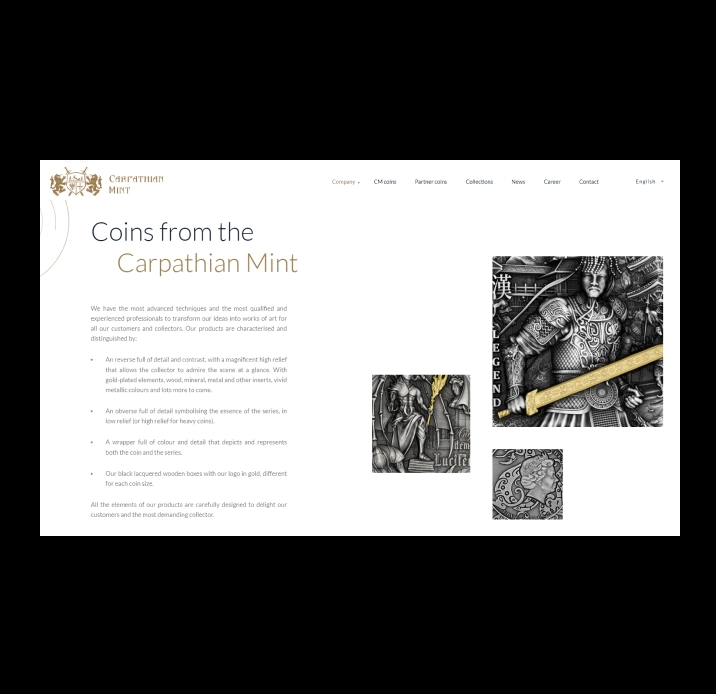 CARPATHIAN
MINT
Company
CM coins
Partner coins
Collections
News
Career
Contact
English
Coins from the
Carpathian Mint
We have the most advanced techniques and the most qualified and
experienced professionals to transform our ideas into works of art for
all our customers and collectors. Our products are characterised and
distinguished by:
• An reverse full of detail and contrast, with a magnificent high relief
that allows the collector to admire the scene at a glance. With
gold-plated elements, wood, mineral, metal and other inserts, vivid
metallic colours and lots more to come.
• An obverse full of detail symbolising the essence of the series, in
low relief (or high relief for heavy coins).
• A wrapper full of colour and detail that depicts and represents
both the coin and the series.
• Our black lacquered wooden boxes with our logo in gold, different
for each coin size.
All the elements of our products are carefully designed to delight our
customers and the most demanding collector.
漢
LEGEND